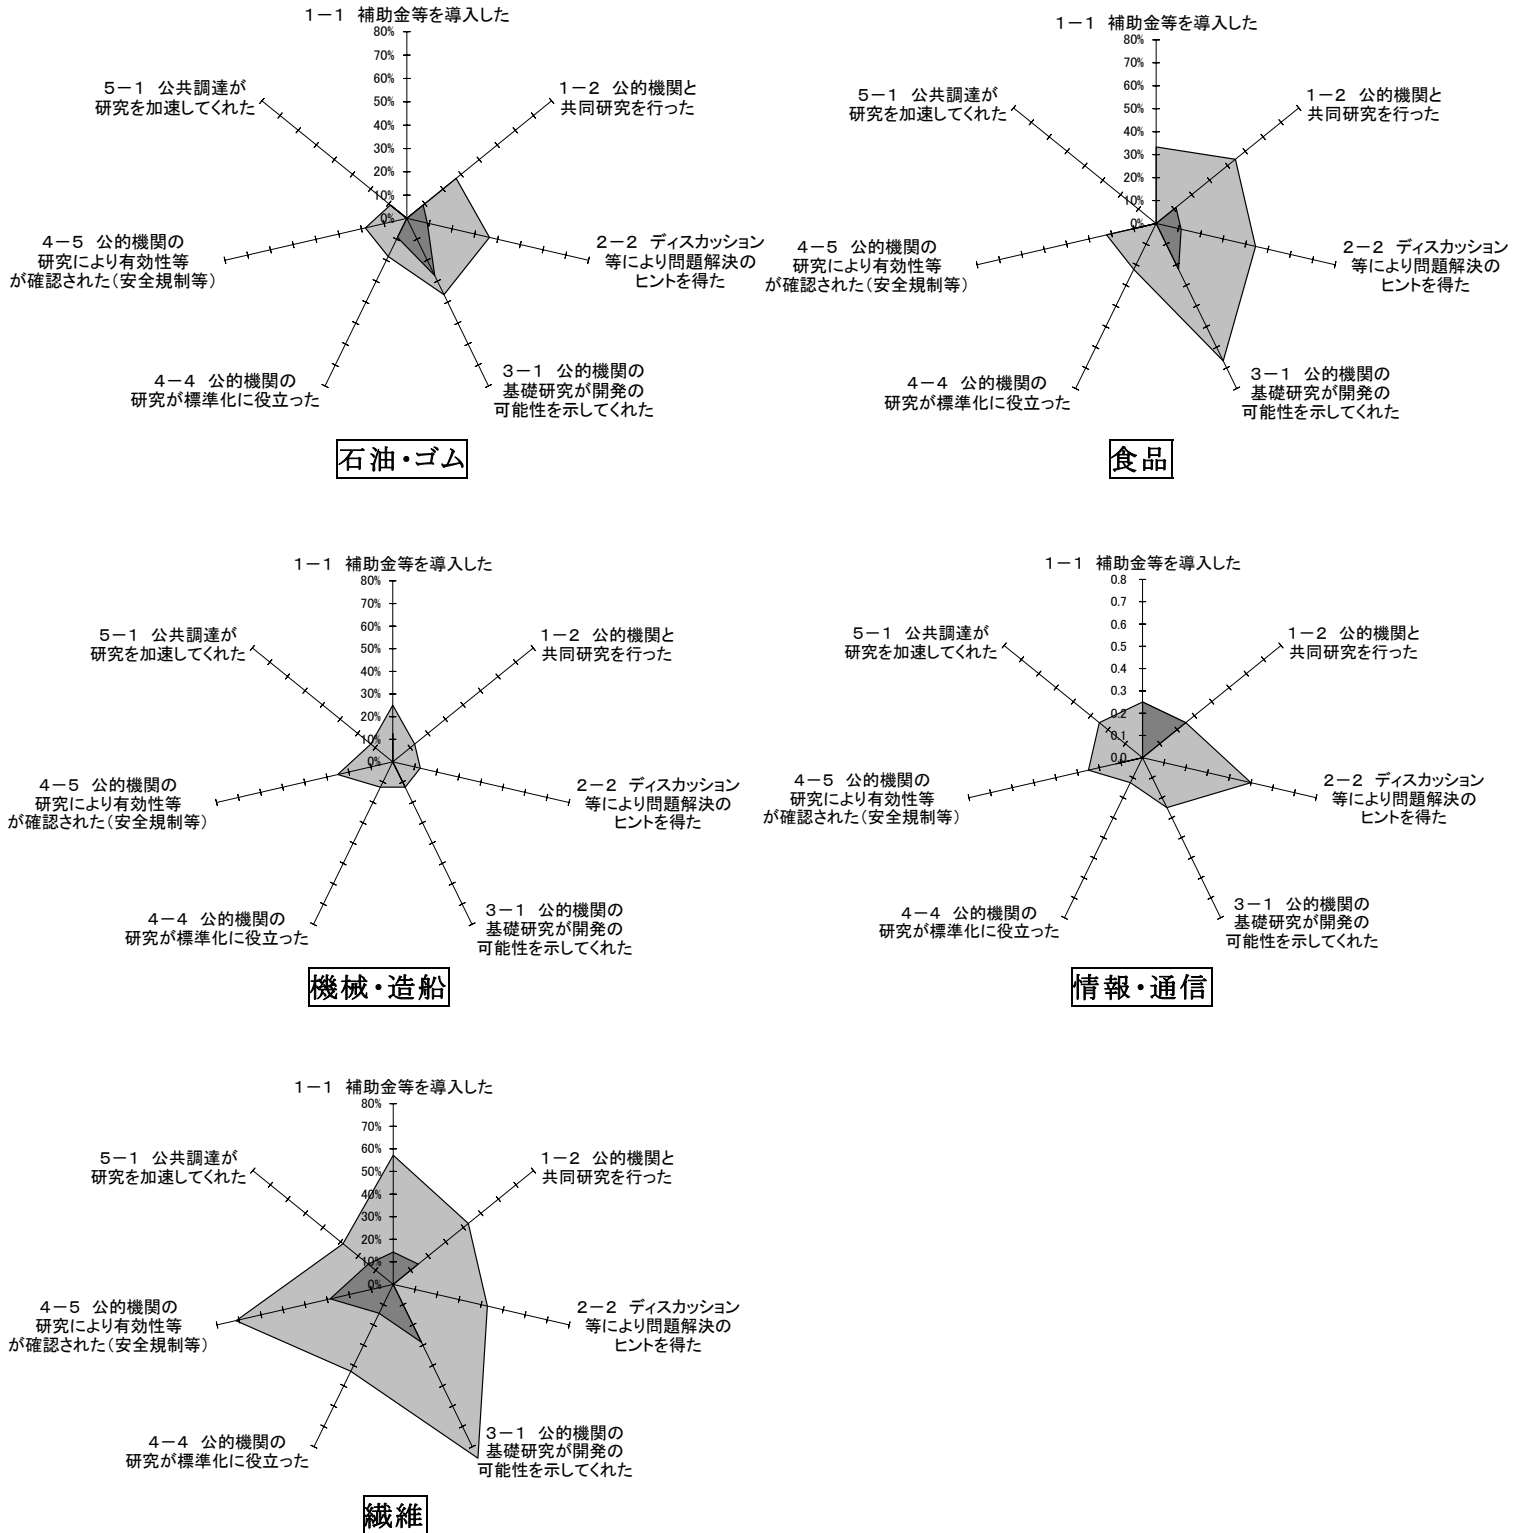 1－1 補助金等を導入した
80%
70%
60%
50%
40%
30%
20%
10%
0%
5－1 公共調達が
研究を加速してくれた
1－2 公的機関と
共同研究を行った
4－5 公的機関の
研究により有効性等
が確認された（安全規制等）
2－2 ディスカッション
等により問題解決の
ヒントを得た
4－4 公的機関の
研究が標準化に役立った
3－1 公的機関の
基礎研究が開発の
可能性を示してくれた
石油・ゴム
1－1 補助金等を導入した
80%
70%
60%
50%
40%
30%
20%
10%
0%
5－1 公共調達が
研究を加速してくれた
1－2 公的機関と
共同研究を行った
4－5 公的機関の
研究により有効性等
が確認された（安全規制等）
2－2 ディスカッション
等により問題解決の
ヒントを得た
4－4 公的機関の
研究が標準化に役立った
3－1 公的機関の
基礎研究が開発の
可能性を示してくれた
食品
1－1 補助金等を導入した
80%
70%
60%
50%
40%
30%
20%
10%
0%
5－1 公共調達が
研究を加速してくれた
1－2 公的機関と
共同研究を行った
4－5 公的機関の
研究により有効性等
が確認された（安全規制等）
2－2 ディスカッション
等により問題解決の
ヒントを得た
4－4 公的機関の
研究が標準化に役立った
3－1 公的機関の
基礎研究が開発の
可能性を示してくれた
機械・造船
1－1 補助金等を導入した
0.8
0.7
0.6
0.5
0.4
0.3
0.2
0.1
0.0
5－1 公共調達が
研究を加速してくれた
1－2 公的機関と
共同研究を行った
4－5 公的機関の
研究により有効性等
が確認された（安全規制等）
2－2 ディスカッション
等により問題解決の
ヒントを得た
4－4 公的機関の
研究が標準化に役立った
3－1 公的機関の
基礎研究が開発の
可能性を示してくれた
情報・通信
1－1 補助金等を導入した
80%
70%
60%
50%
40%
30%
20%
10%
0%
5－1 公共調達が
研究を加速してくれた
1－2 公的機関と
共同研究を行った
4－5 公的機関の
研究により有効性等
が確認された（安全規制等）
2－2 ディスカッション
等により問題解決の
ヒントを得た
4－4 公的機関の
研究が標準化に役立った
3－1 公的機関の
基礎研究が開発の
可能性を示してくれた
繊維